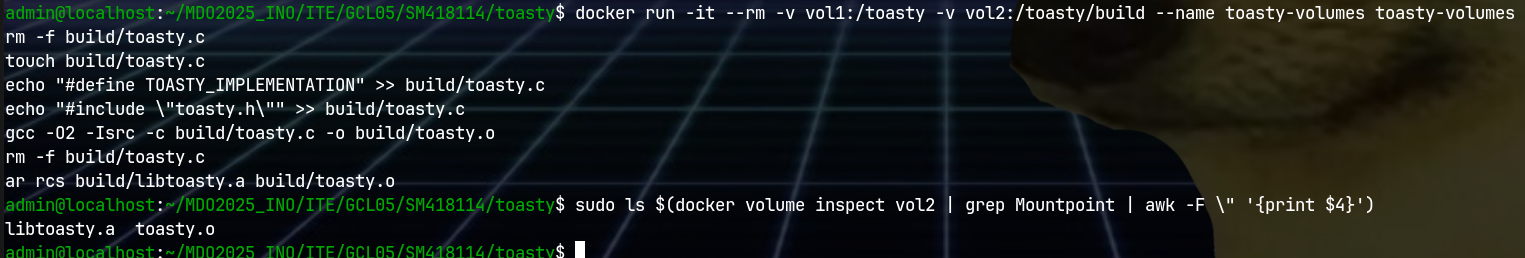 admin@localhost:~/MDO2025_INO/ITE/GCL05/SM418114/toasty$ docker run -it --rm -v vol1:/toasty -v vol2:/toasty/build --name toasty-volumes toasty-volumes
rm -f build/toasty.c
touch build/toasty.c
echo "#define TOASTY_IMPLEMENTATION" >> build/toasty.c
echo "#include \"toasty.h\"" >> build/toasty.c
gcc -O2 -Isrc -c build/toasty.c -o build/toasty.o
rm -f build/toasty.c
ar rcs build/libtoasty.a build/toasty.o
admin@localhost:~/MDO2025_INO/ITE/GCL05/SM418114/toasty$ sudo ls $(docker volume inspect vol2 | grep Mountpoint | awk -F \" '{print $4}')
libtoasty.a  toasty.o
admin@localhost:~/MDO2025_INO/ITE/GCL05/SM418114/toasty$